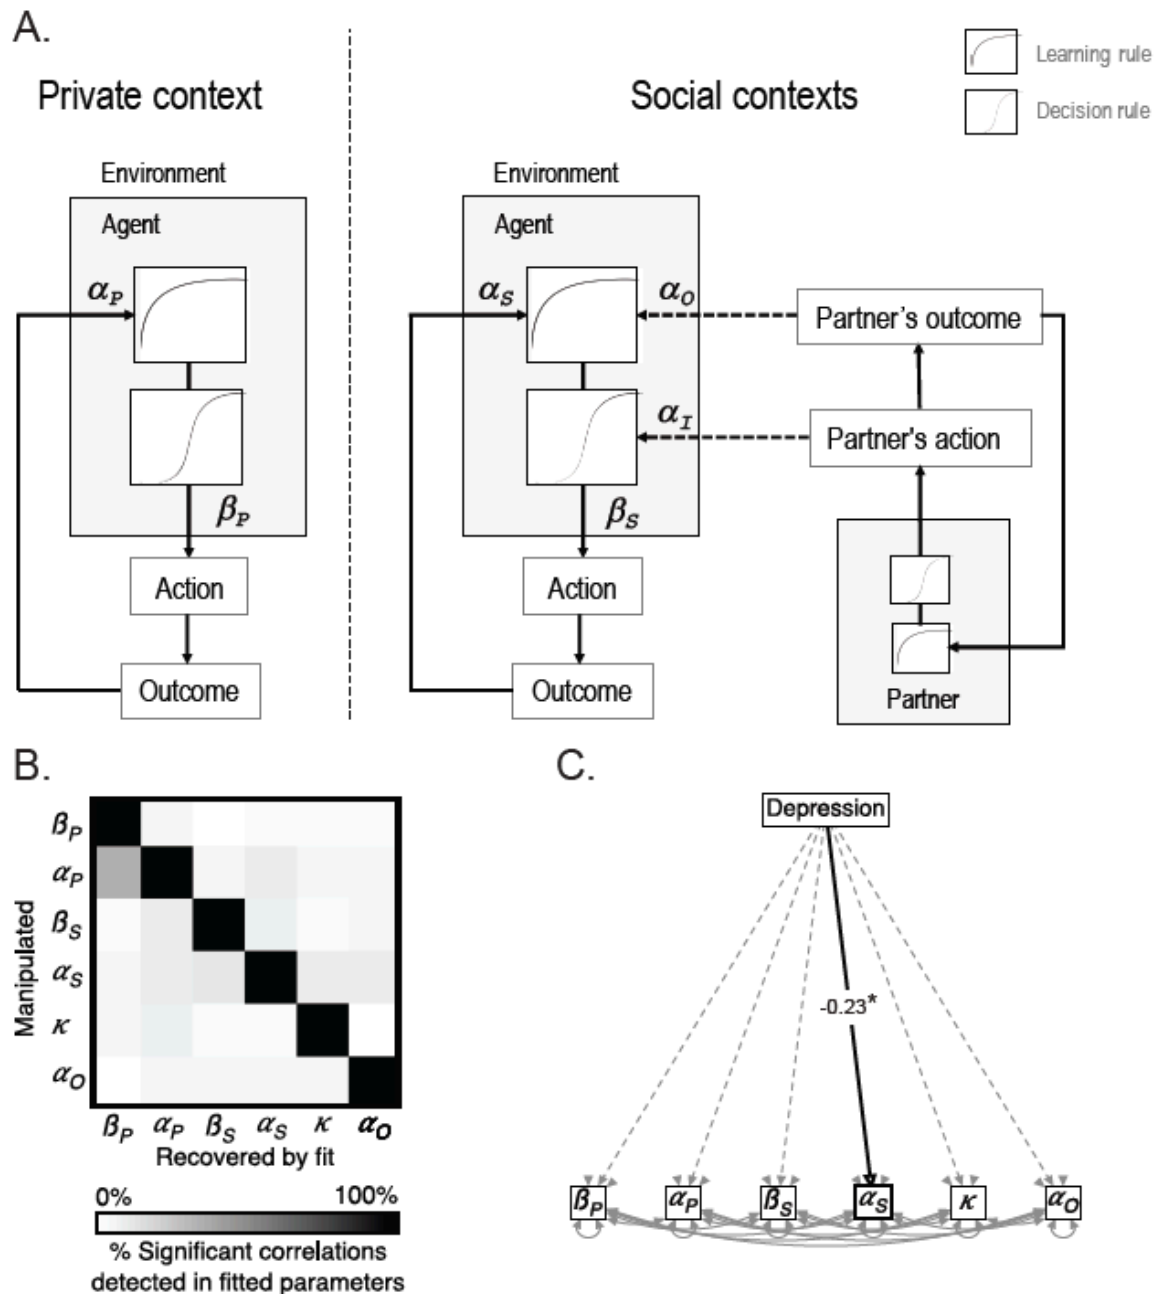 A.
Learning rule
Decision rule
Private context
Social contexts
Environment
Environment
Agent
Agent
α_P
α_S
α_O
Partner's outcome
α_I
Partner's action
β_P
β_S
Action
Action
Outcome
Outcome
Partner
B.
C.
Depression
Manipulated
β_P
α_P
β_S
α_S
κ
α_O
β_P α_P β_S α_S κ α_O
Recovered by fit
0% 100%
% Significant correlations
detected in fitted parameters
-0.23*
β_P α_P β_S α_S κ α_O